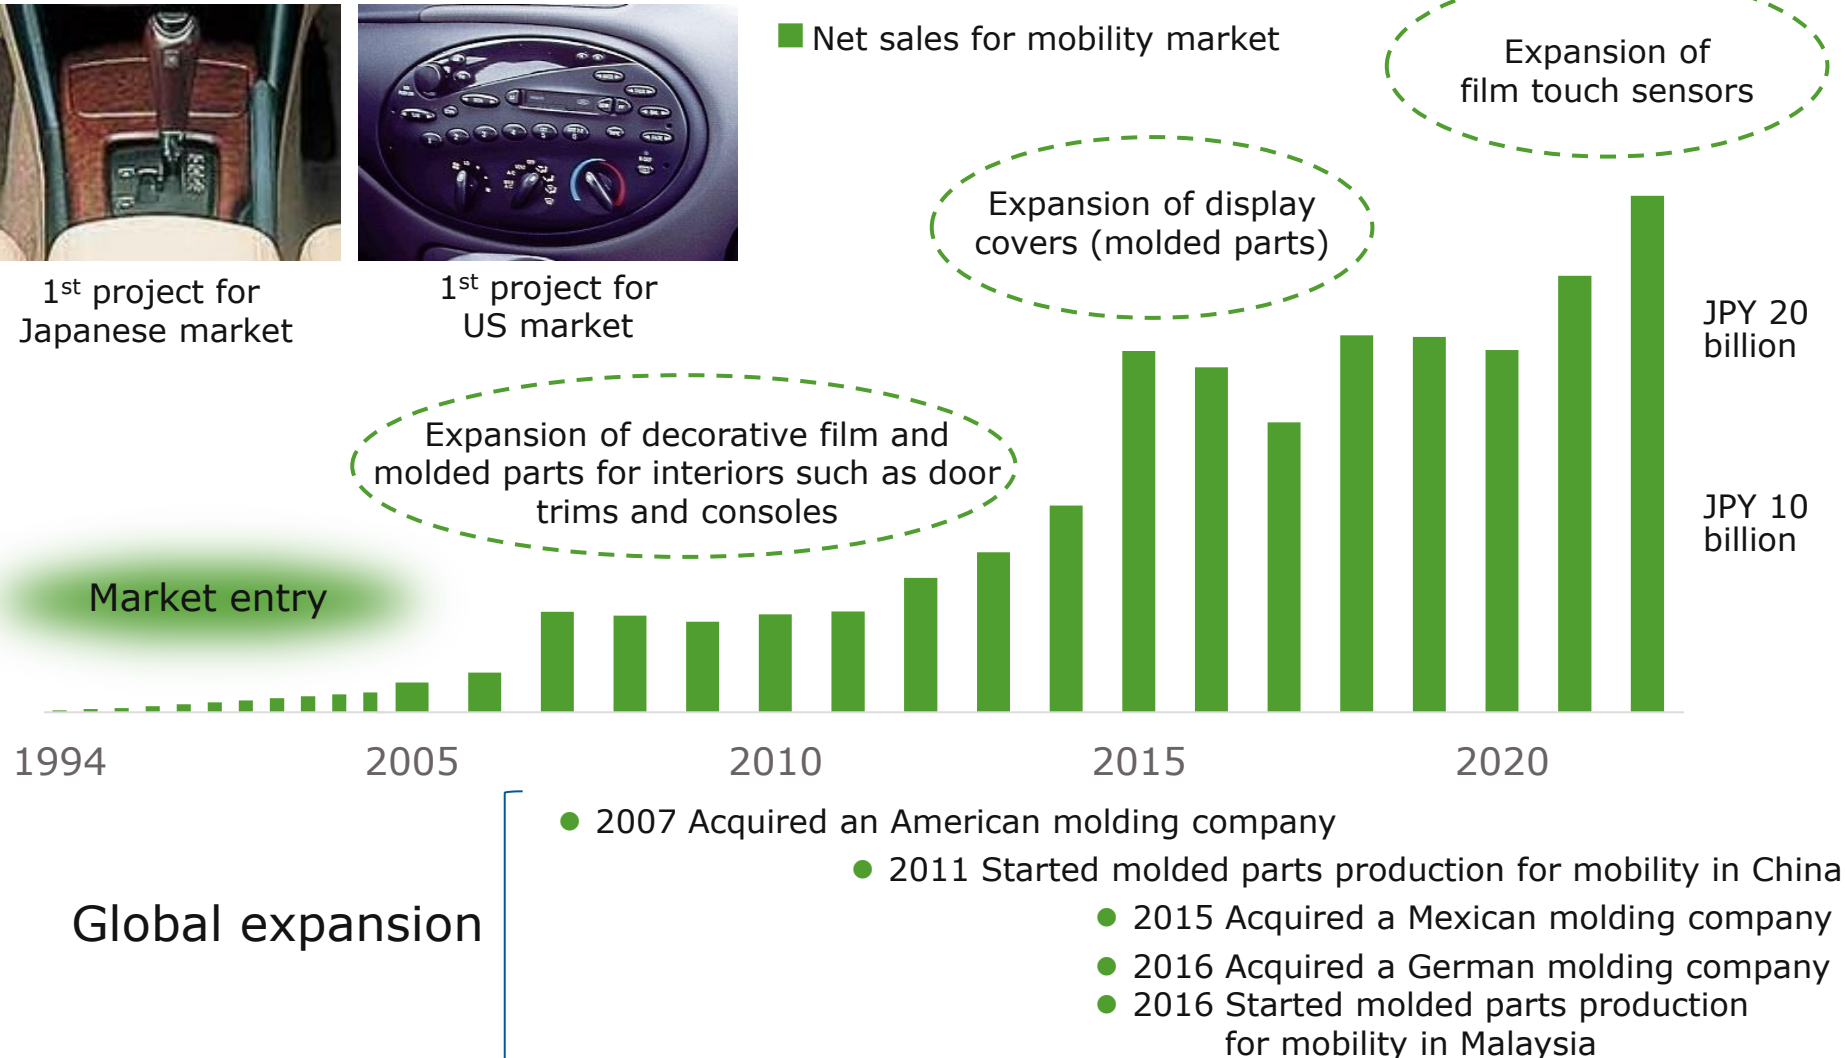 Net sales for mobility market
Expansion of
film touch sensors
Expansion of display
covers (molded parts)
1st project for
Japanese market
1st project for
US market
JPY 20
billion
Expansion of decorative film and
molded parts for interiors such as door
trims and consoles
JPY 10
billion
Market entry
1994
2005
2010
2015
2020
Global expansion
2007 Acquired an American molding company
2011 Started molded parts production for mobility in China
2015 Acquired a Mexican molding company
2016 Acquired a German molding company
2016 Started molded parts production
for mobility in Malaysia